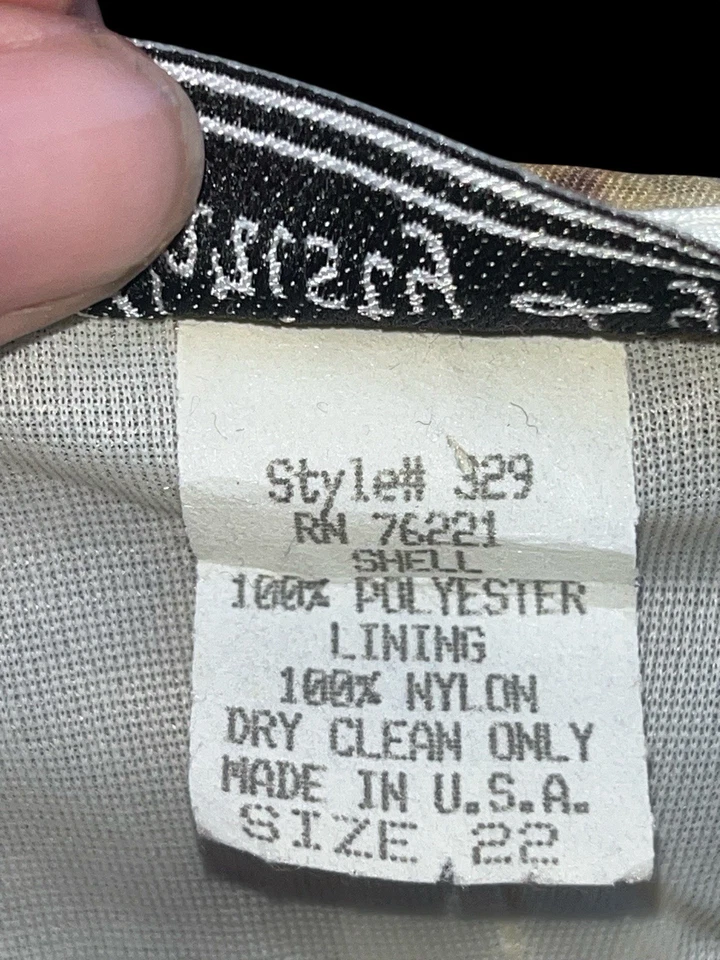 Style# 329
RN 76221
SHELL
100% POLYESTER
LINING
100% NYLON
DRY CLEAN ONLY
MADE IN U.S.A.
SIZE 22